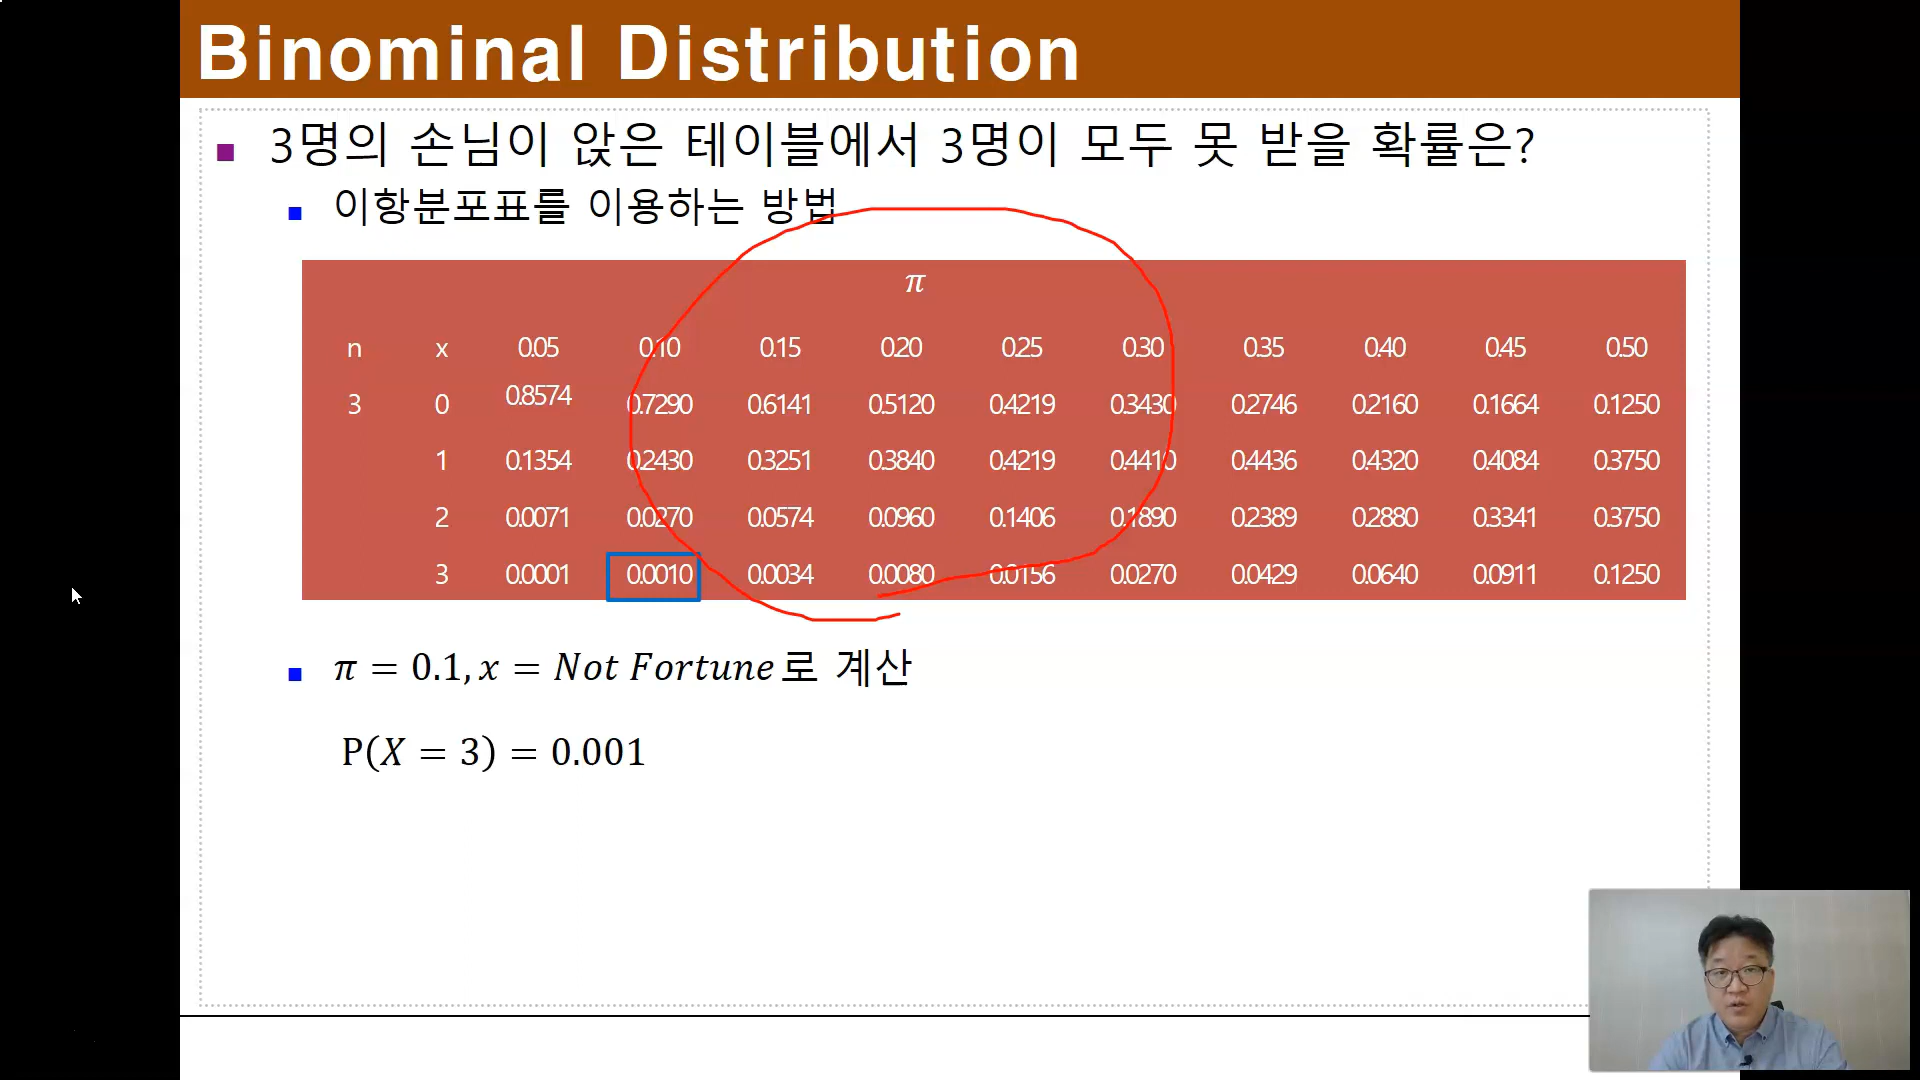 Binominal Distribution
3명의 손님이 앉은 테이블에서 3명이 모두 못 받을 확률은?
이항분포표를 이용하는 방법
π
n x 0.05 0.10 0.15 0.20 0.25 0.30 0.35 0.40 0.45 0.50
3 0 0.8574 0.7290 0.6141 0.5120 0.4219 0.3430 0.2746 0.2160 0.1664 0.1250
1 0.1354 0.2430 0.3251 0.3840 0.4219 0.4410 0.4436 0.4320 0.4084 0.3750
2 0.0071 0.0270 0.0574 0.0960 0.1406 0.1890 0.2389 0.2880 0.3341 0.3750
3 0.0001 0.0010 0.0034 0.0080 0.0156 0.0270 0.0429 0.0640 0.0911 0.1250
π = 0.1, x = Not Fortune로 계산
P(X = 3) = 0.001